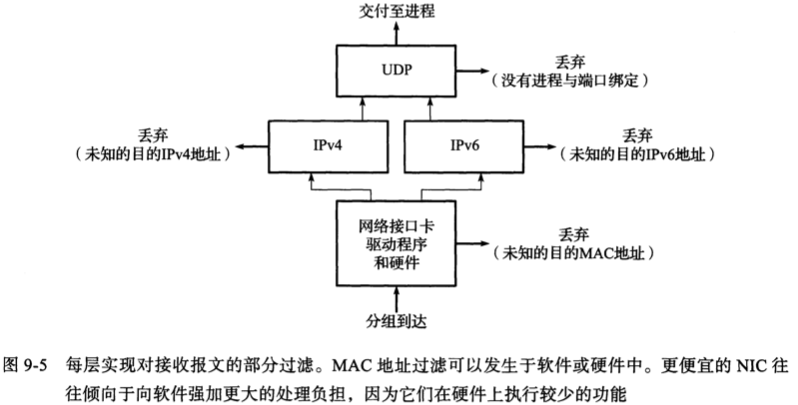 交付至进程
UDP
丢弃
（没有进程与端口绑定）
丢弃
（未知的目的IPv4地址）
IPv4
IPv6
丢弃
（未知的目的IPv6地址）
网络接口卡
驱动程序
和硬件
丢弃
（未知的目的MAC地址）
分组到达
图 9-5 每层实现对接收报文的部分过滤。MAC 地址过滤可以发生于软件或硬件中。更便宜的 NIC 往
往倾向于向软件强加更大的处理负担，因为它们在硬件上执行较少的功能